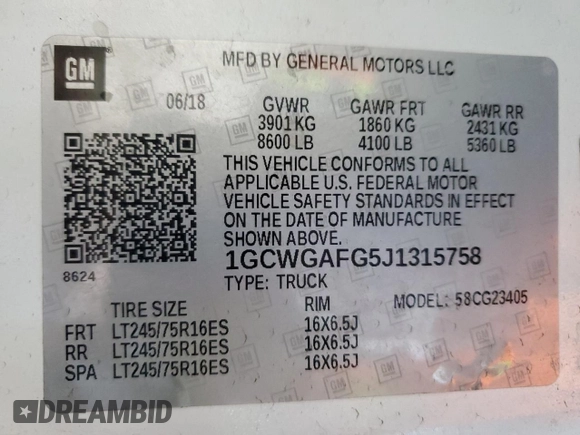 GM
MFD BY GENERAL MOTORS LLC
06/18
GVWR GAWR FRT GAWR RR
3901 KG 1860 KG 2431 KG
8600 LB 4100 LB 5360 LB
THIS VEHICLE CONFORMS TO ALL
APPLICABLE U.S. FEDERAL MOTOR
VEHICLE SAFETY STANDARDS IN EFFECT
ON THE DATE OF MANUFACTURE
SHOWN ABOVE.
8624
1GCWGAFG5J1315758
TYPE: TRUCK
MODEL: 58CG23405
TIRE SIZE RIM
FRT LT245/75R16ES 16X6.5J
RR LT245/75R16ES 16X6.5J
SPA LT245/75R16ES 16X6.5J
DREAMBID